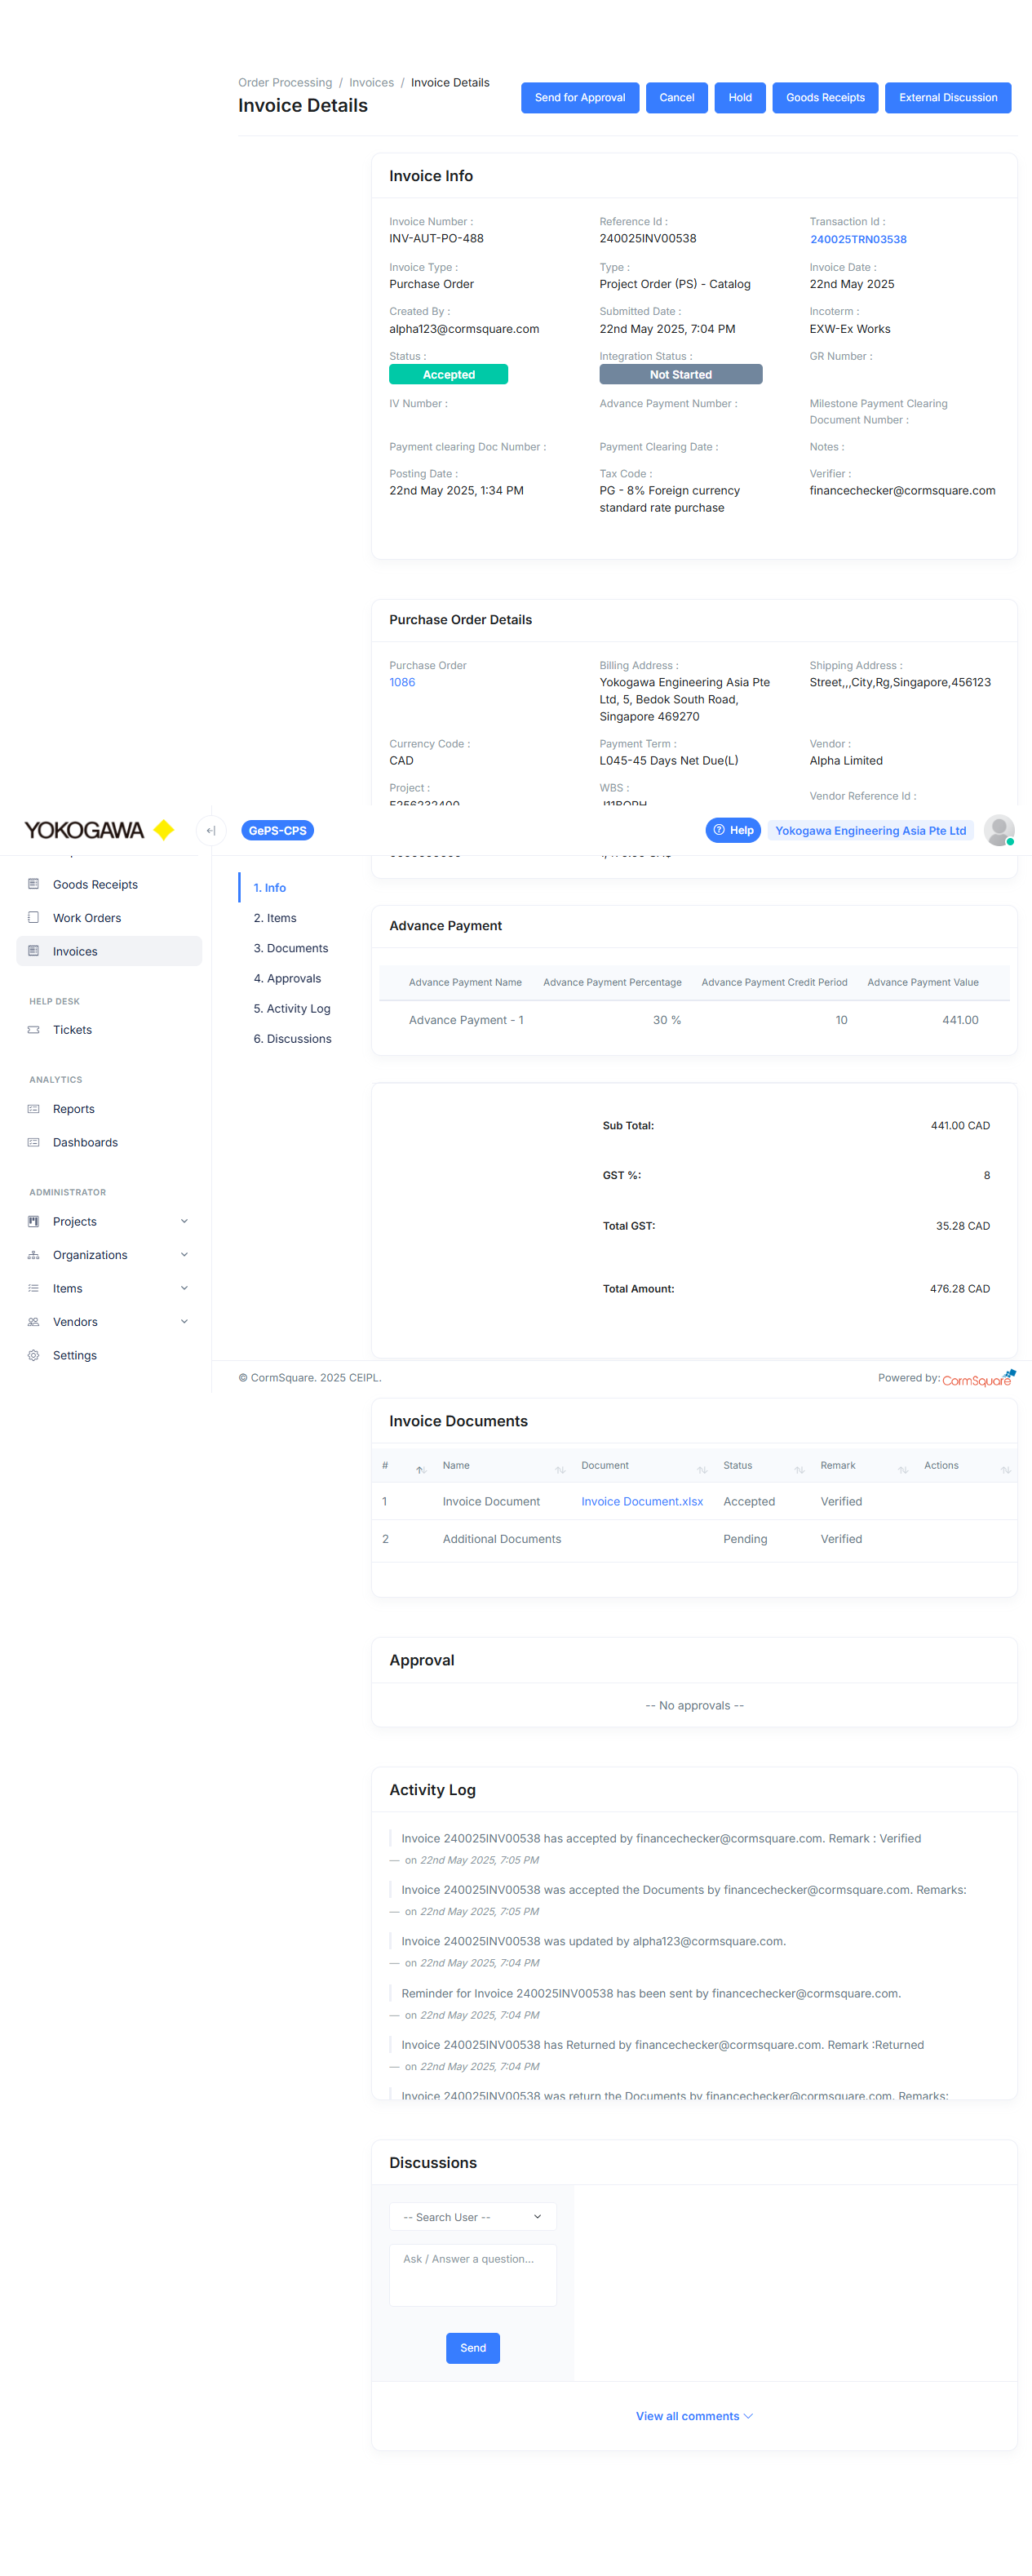 Order Processing / Invoices / Invoice Details
Invoice Details
Send for Approval
Cancel
Hold
Goods Receipts
External Discussion
Invoice Info
Invoice Number :
INV-AUT-PO-488
Reference Id :
240025INV00538
Transaction Id :
240025TRN03538
Invoice Type :
Purchase Order
Type :
Project Order (PS) - Catalog
Invoice Date :
22nd May 2025
Created By :
alpha123@cormsquare.com
Submitted Date :
22nd May 2025, 7:04 PM
Incoterm :
EXW-Ex Works
Status :
Accepted
Integration Status :
Not Started
GR Number :
IV Number :
Advance Payment Number :
Milestone Payment Clearing
Document Number :
Payment clearing Doc Number :
Payment Clearing Date :
Notes :
Posting Date :
22nd May 2025, 1:34 PM
Tax Code :
PG - 8% Foreign currency
standard rate purchase
Verifier :
financechecker@cormsquare.com
Purchase Order Details
Purchase Order
1086
Billing Address :
Yokogawa Engineering Asia Pte
Ltd, 5, Bedok South Road,
Singapore 469270
Shipping Address :
Street,,,City,Rg,Singapore,456123
Currency Code :
CAD
Payment Term :
L045-45 Days Net Due(L)
Vendor :
Alpha Limited
Project :
WBS :
Vendor Reference Id :
YOKOGAWA
GePS-CPS
Help
Yokogawa Engineering Asia Pte Ltd
Goods Receipts
Work Orders
Invoices
HELP DESK
Tickets
ANALYTICS
Reports
Dashboards
ADMINISTRATOR
Projects
Organizations
Items
Vendors
Settings
1. Info
2. Items
3. Documents
4. Approvals
5. Activity Log
6. Discussions
Advance Payment
Advance Payment Name Advance Payment Percentage Advance Payment Credit Period Advance Payment Value
Advance Payment - 1 30 % 10 441.00
Sub Total: 441.00 CAD
GST %: 8
Total GST: 35.28 CAD
Total Amount: 476.28 CAD
© CormSquare. 2025 CEIPL.
Powered by: CormSquare
Invoice Documents
# Name Document Status Remark Actions
1 Invoice Document Invoice Document.xlsx Accepted Verified
2 Additional Documents Pending Verified
Approval
-- No approvals --
Activity Log
Invoice 240025INV00538 has accepted by financechecker@cormsquare.com. Remark : Verified
— on 22nd May 2025, 7:05 PM
Invoice 240025INV00538 was accepted the Documents by financechecker@cormsquare.com. Remarks:
— on 22nd May 2025, 7:05 PM
Invoice 240025INV00538 was updated by alpha123@cormsquare.com.
— on 22nd May 2025, 7:04 PM
Reminder for Invoice 240025INV00538 has been sent by financechecker@cormsquare.com.
— on 22nd May 2025, 7:04 PM
Invoice 240025INV00538 has Returned by financechecker@cormsquare.com. Remark :Returned
— on 22nd May 2025, 7:04 PM
Invoice 240025INV00538 was return the Documents by financechecker@cormsquare.com. Remarks:
Discussions
-- Search User --
Ask / Answer a question...
Send
View all comments